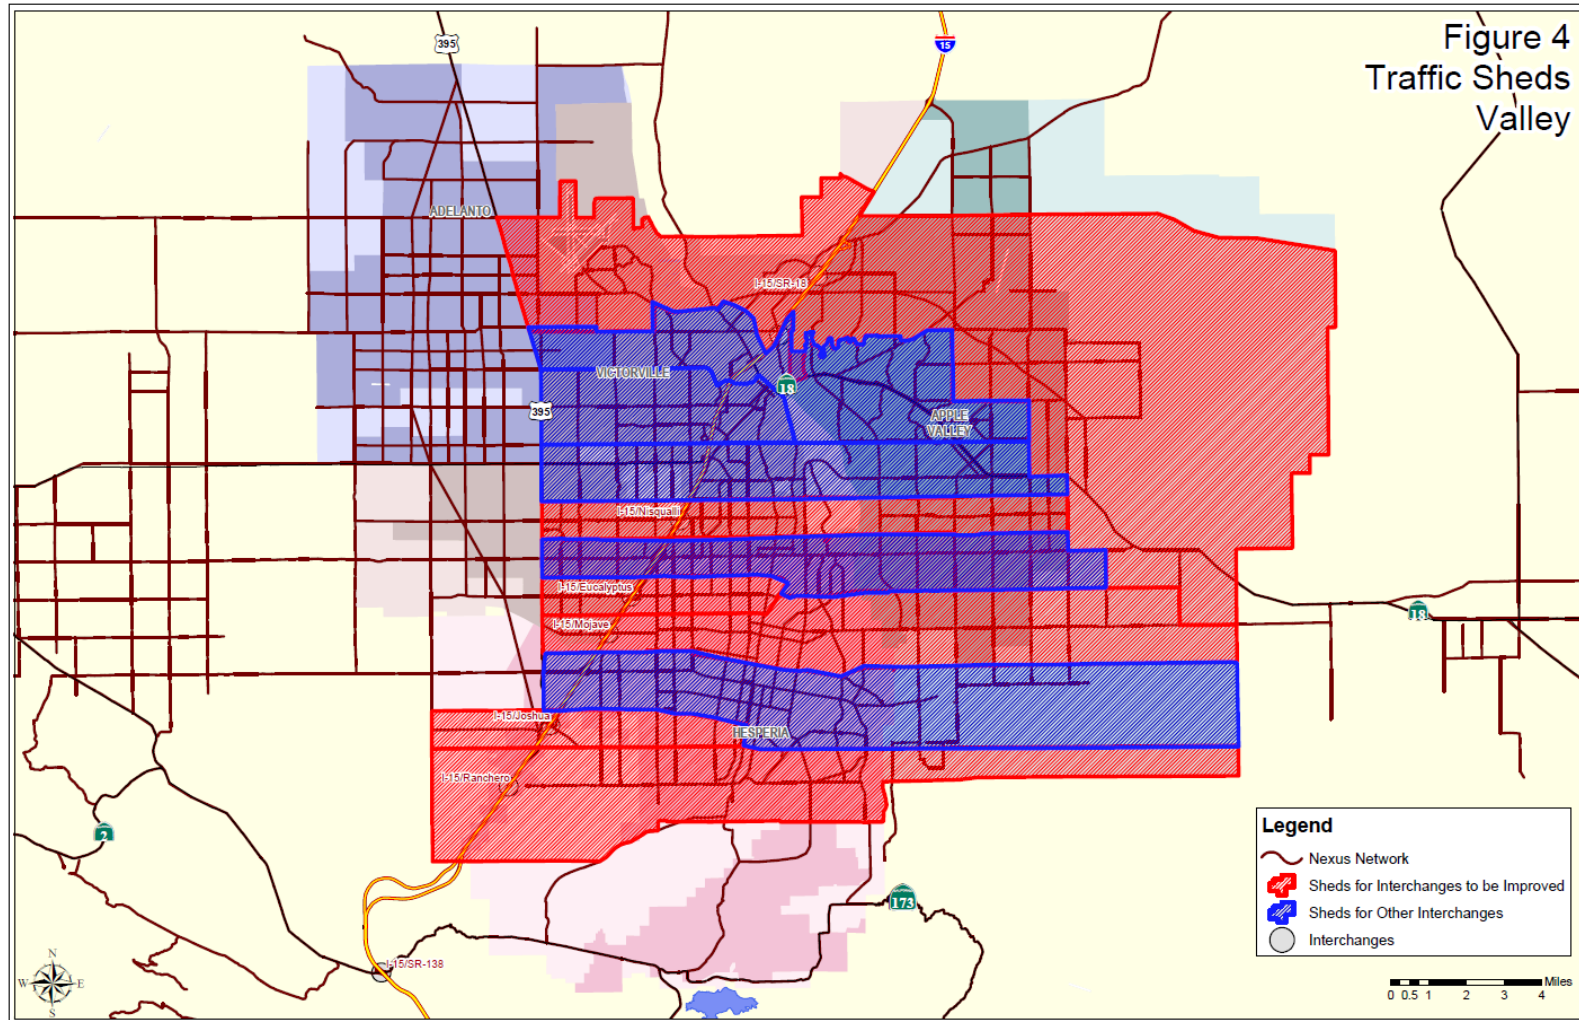 Figure 4
Traffic Sheds
Valley
395
15
ADELANTO
I-15/SR-18
VICTORVILLE
18
395
APPLE
VALLEY
I-15/Nisqualli
I-15/Eucalyptus
18
I-15/Mojave
I-15/Joshua
HESPERIA
I-15/Ranchero
2
173
I-15/SR-138
N
W
E
S
Legend
Nexus Network
Sheds for Interchanges to be Improved
Sheds for Other Interchanges
Interchanges
Miles
0 0.5 1 2 3 4